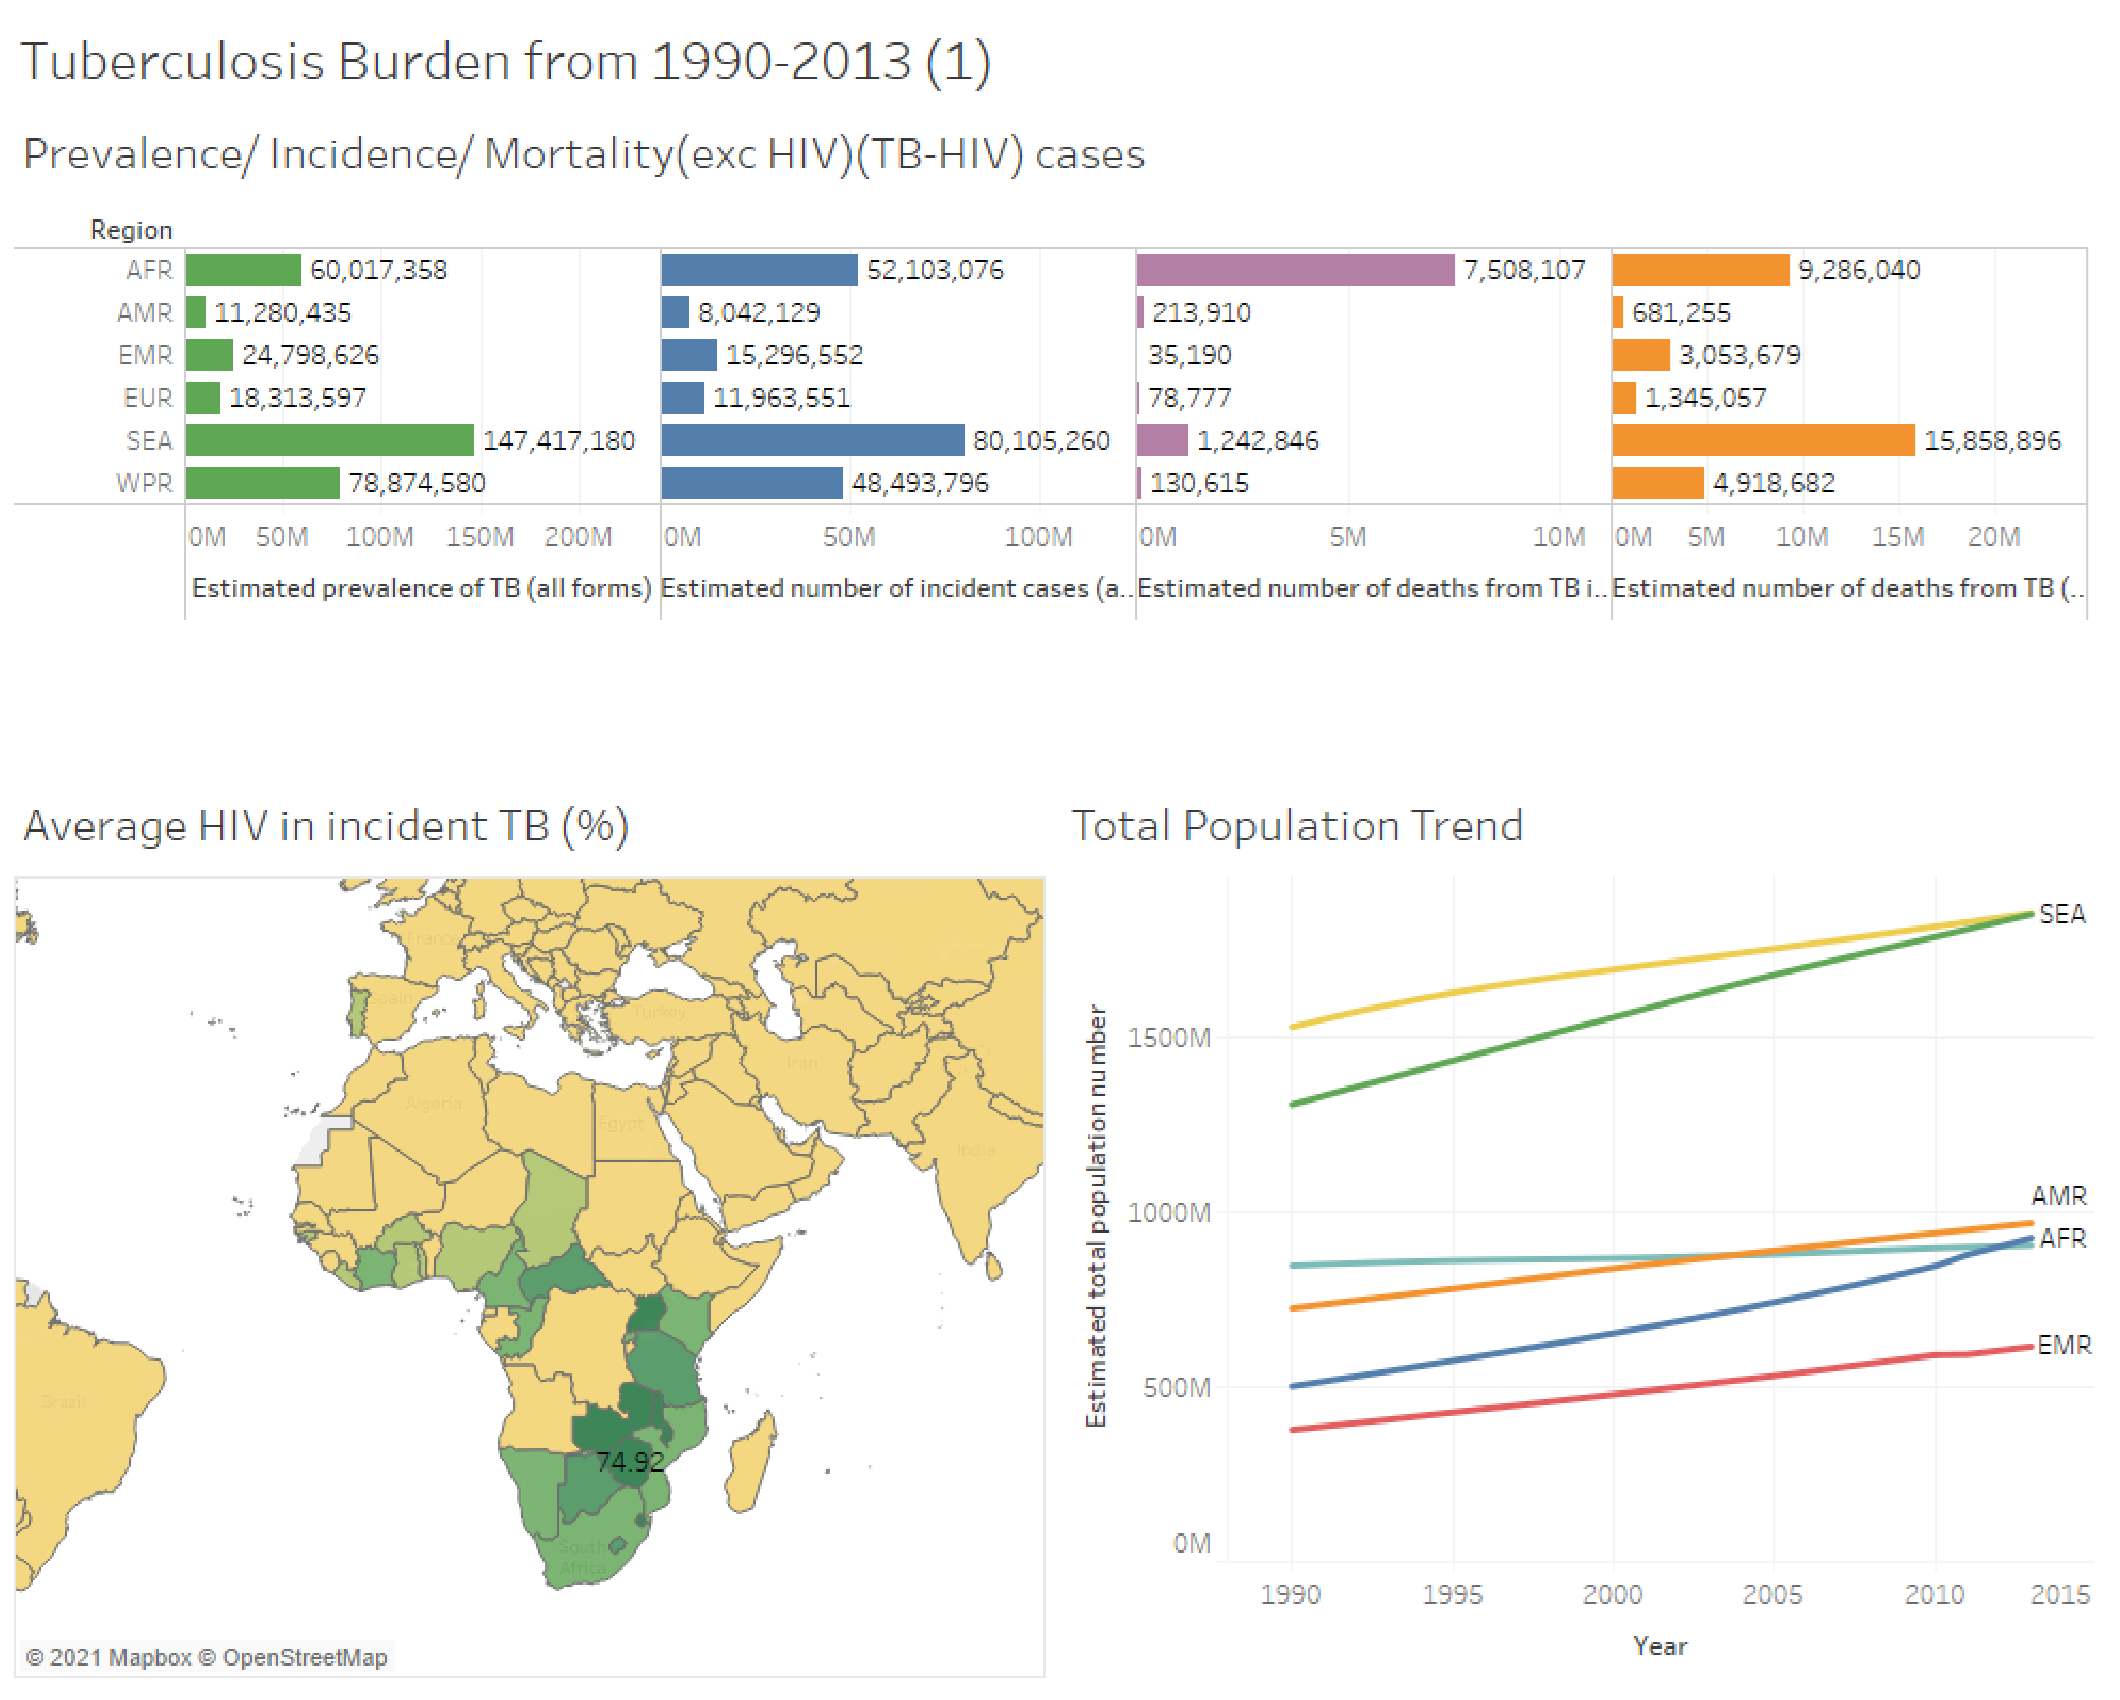 Tuberculosis Burden from 1990-2013 (1)
Prevalence/ Incidence/ Mortality(exc HIV)(TB-HIV) cases
Region
AFR 60,017,358 52,103,076 7,508,107 9,286,040
AMR 11,280,435 8,042,129 213,910 681,255
EMR 24,798,626 15,296,552 35,190 3,053,679
EUR 18,313,597 11,963,551 78,777 1,345,057
SEA 147,417,180 80,105,260 1,242,846 15,858,896
WPR 78,874,580 48,493,796 130,615 4,918,682
0M 50M 100M 150M 200M 0M 50M 100M 0M 5M 10M 0M 5M 10M 15M 20M
Estimated prevalence of TB (all forms) Estimated number of incident cases (a.. Estimated number of deaths from TB i.. Estimated number of deaths from TB (..
Average HIV in incident TB (%)
France
Spain
Turkey
Iran
Algeria
Egypt
India
Brazil
74.92
South
Africa
© 2021 Mapbox © OpenStreetMap
Total Population Trend
Estimated total population number
SEA
1500M
AMR
1000M
AFR
EMR
500M
0M
1990 1995 2000 2005 2010 2015
Year